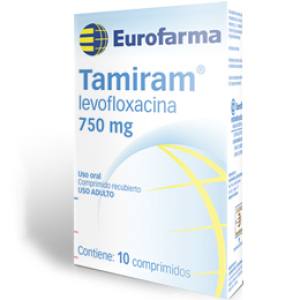 Eurofarma
Tamiram®
levofloxacina
750 mg
Uso oral
Comprimido recubierto
USO ADULTO
Contiene: 10 comprimidos